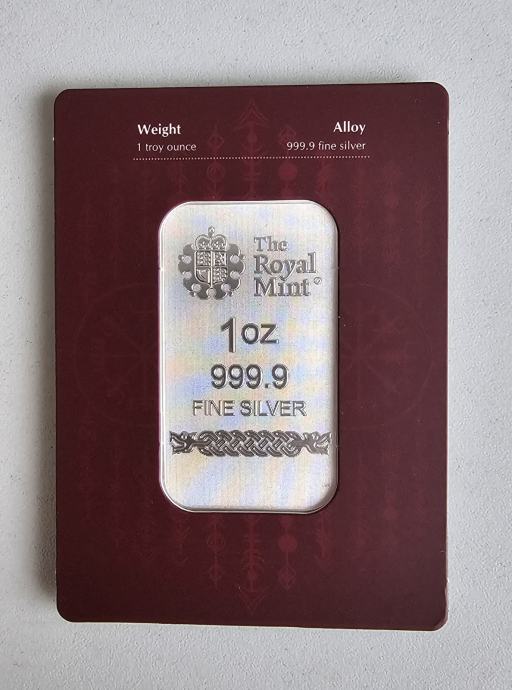 Weight Alloy
1 troy ounce 999.9 fine silver
The
Royal
Mint®
1oz
999.9
FINE SILVER